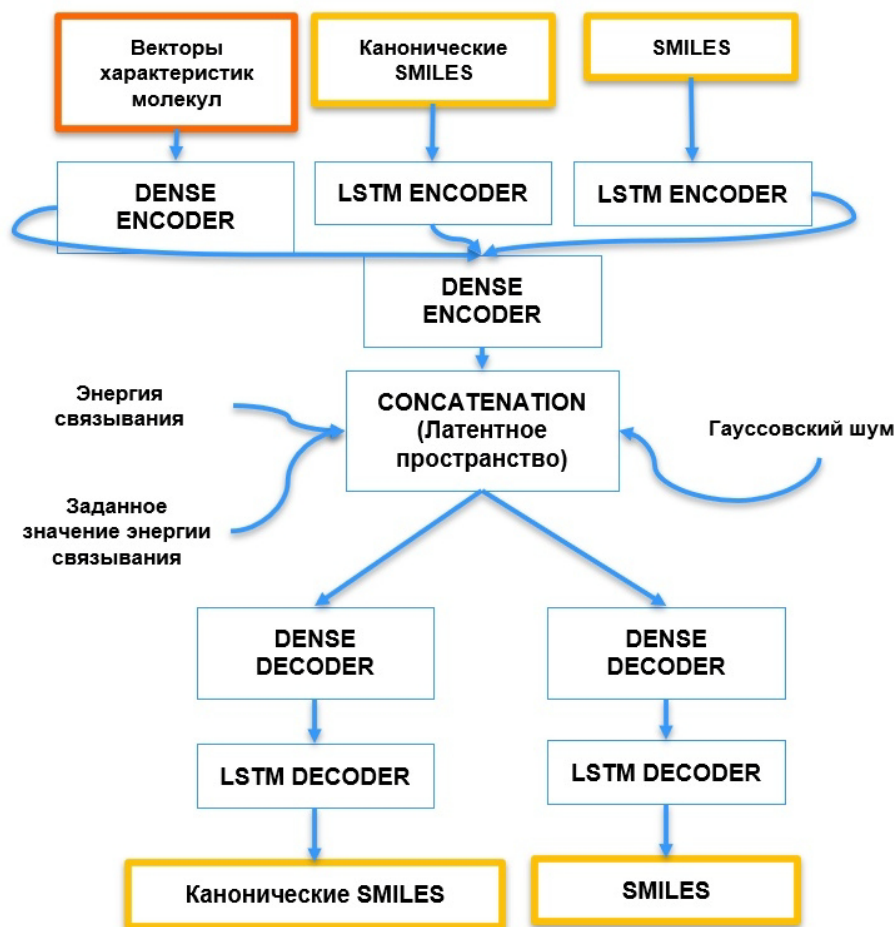 Векторы
характеристик
молекул
Канонические
SMILES
SMILES
DENSE
ENCODER
LSTM ENCODER
LSTM ENCODER
DENSE
ENCODER
Энергия
связывания
CONCATENATION
(Латентное
пространство)
Гауссовский шум
Заданное
значение энергии
связывания
DENSE
DECODER
DENSE
DECODER
LSTM DECODER
LSTM DECODER
Канонические SMILES
SMILES